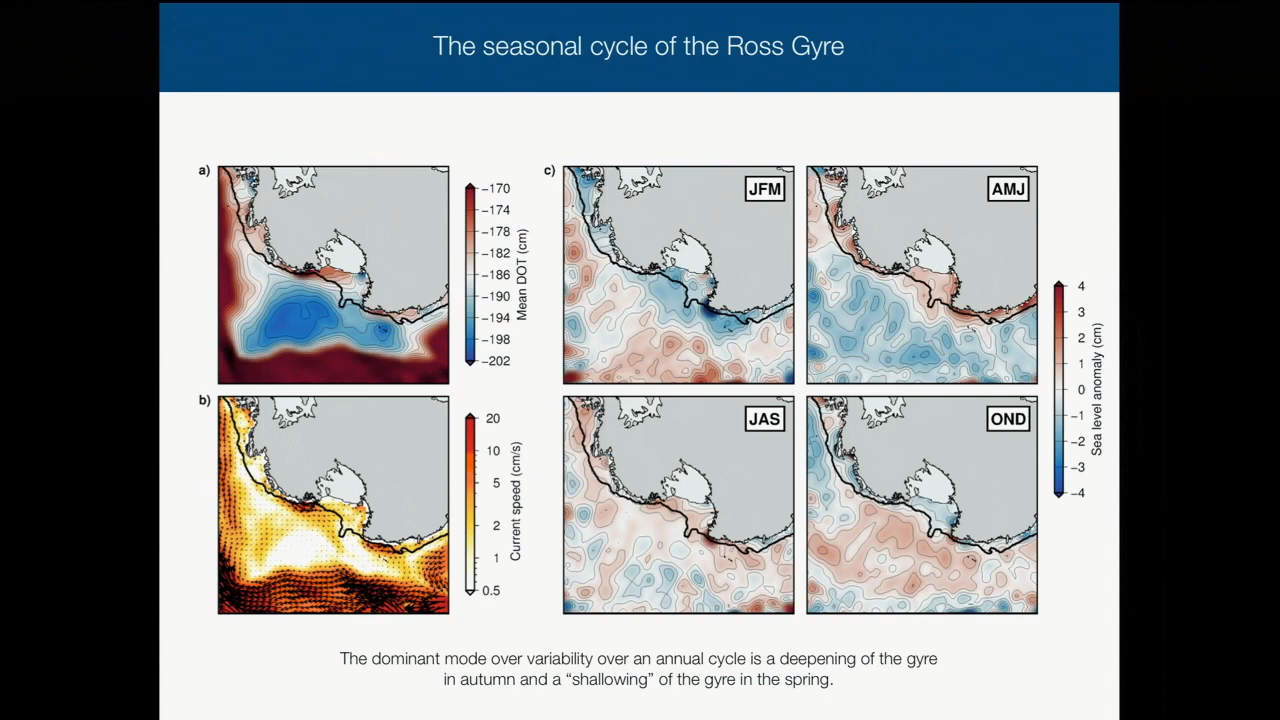 The seasonal cycle of the Ross Gyre
a)
−170
−174
−178
−182
−186
−190
−194
−198
−202
Mean DOT (cm)
b)
20
10
5
2
1
0.5
Current speed (cm/s)
c)
JFM
AMJ
JAS
OND
4
3
2
1
0
−1
−2
−3
−4
Sea level anomaly (cm)
The dominant mode over variability over an annual cycle is a deepening of the gyre
in autumn and a “shallowing” of the gyre in the spring.